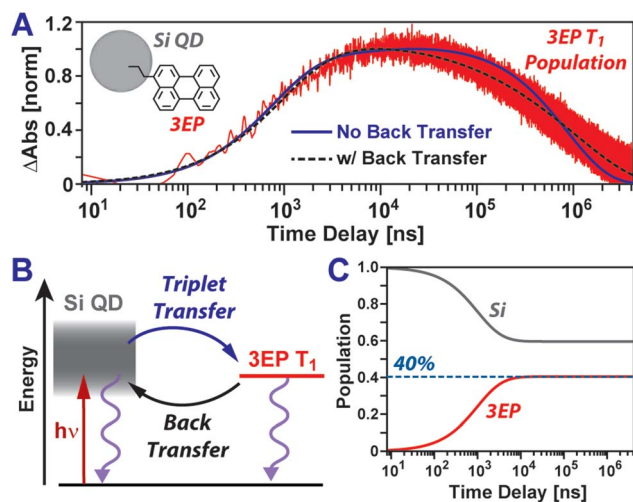 A
1.2
0.8
0.4
0
ΔAbs [norm]
Si QD
3EP
3EP T₁
Population
No Back Transfer
w/ Back Transfer
10¹ 10² 10³ 10⁴ 10⁵ 10⁶
Time Delay [ns]
B
Energy
Si QD
Triplet
Transfer
3EP T₁
Back
Transfer
hν
C
1.0
0.8
0.6
0.4
0.2
0
Population
Si
40%
3EP
10¹ 10² 10³ 10⁴ 10⁵ 10⁶
Time Delay [ns]